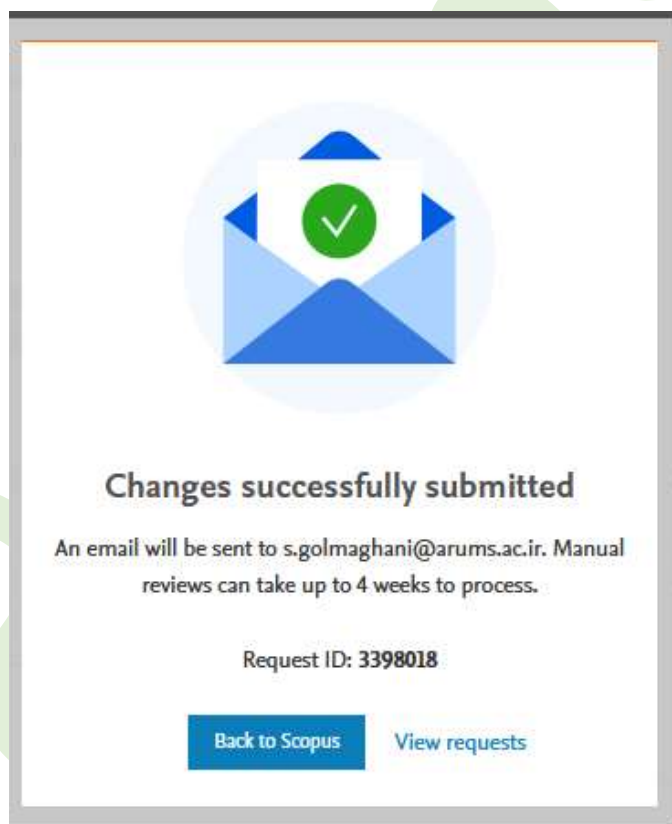 Changes successfully submitted
An email will be sent to s.golmaghani@arums.ac.ir. Manual
reviews can take up to 4 weeks to process.
Request ID: 3398018
Back to Scopus
View requests